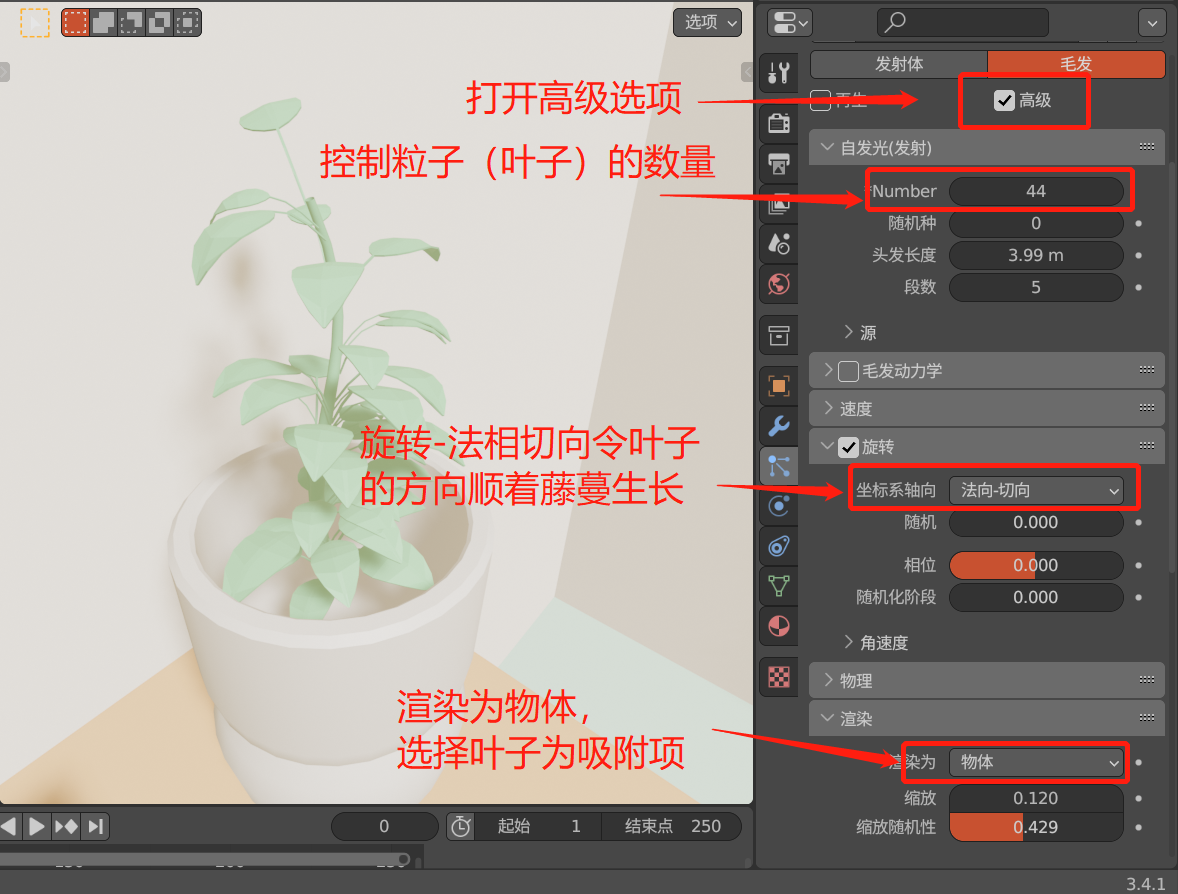 选项
打开高级选项
控制粒子（叶子）的数量
旋转-法相切向令叶子
的方向顺着藤蔓生长
渲染为物体，
选择叶子为吸附项
发射体
毛发
再生
高级
自发光(发射)
*Number
44
随机种
0
头发长度
3.99 m
段数
5
源
毛发动力学
速度
旋转
坐标系轴向
法向-切向
随机
0.000
相位
0.000
随机化阶段
0.000
角速度
物理
渲染
渲染为
物体
缩放
0.120
缩放随机性
0.429
0
起始
1
结束点
250
3.4.1